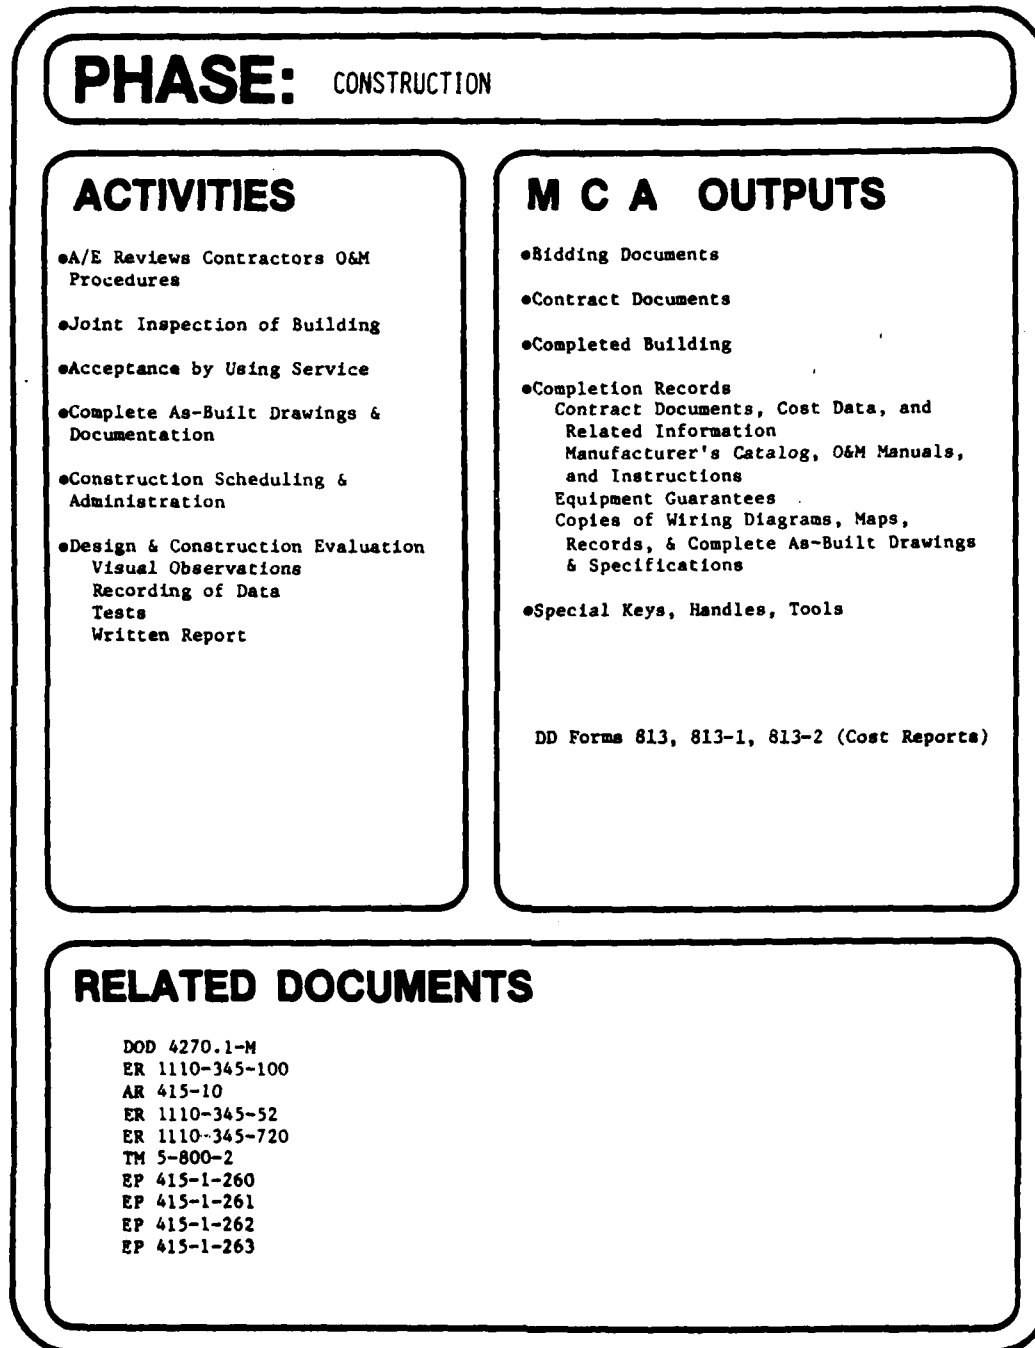 PHASE: CONSTRUCTION
ACTIVITIES
●A/E Reviews Contractors O&M
Procedures
●Joint Inspection of Building
●Acceptance by Using Service
●Complete As-Built Drawings &
Documentation
●Construction Scheduling &
Administration
●Design & Construction Evaluation
Visual Observations
Recording of Data
Tests
Written Report
M C A OUTPUTS
●Bidding Documents
●Contract Documents
●Completed Building
●Completion Records
Contract Documents, Cost Data, and
Related Information
Manufacturer's Catalog, O&M Manuals,
and Instructions
Equipment Guarantees
Copies of Wiring Diagrams, Maps,
Records, & Complete As-Built Drawings
& Specifications
●Special Keys, Handles, Tools
DD Forms 813, 813-1, 813-2 (Cost Reports)
RELATED DOCUMENTS
DOD 4270.1-M
ER 1110-345-100
AR 415-10
ER 1110-345-52
ER 1110-345-720
TM 5-800-2
EP 415-1-260
EP 415-1-261
EP 415-1-262
EP 415-1-263